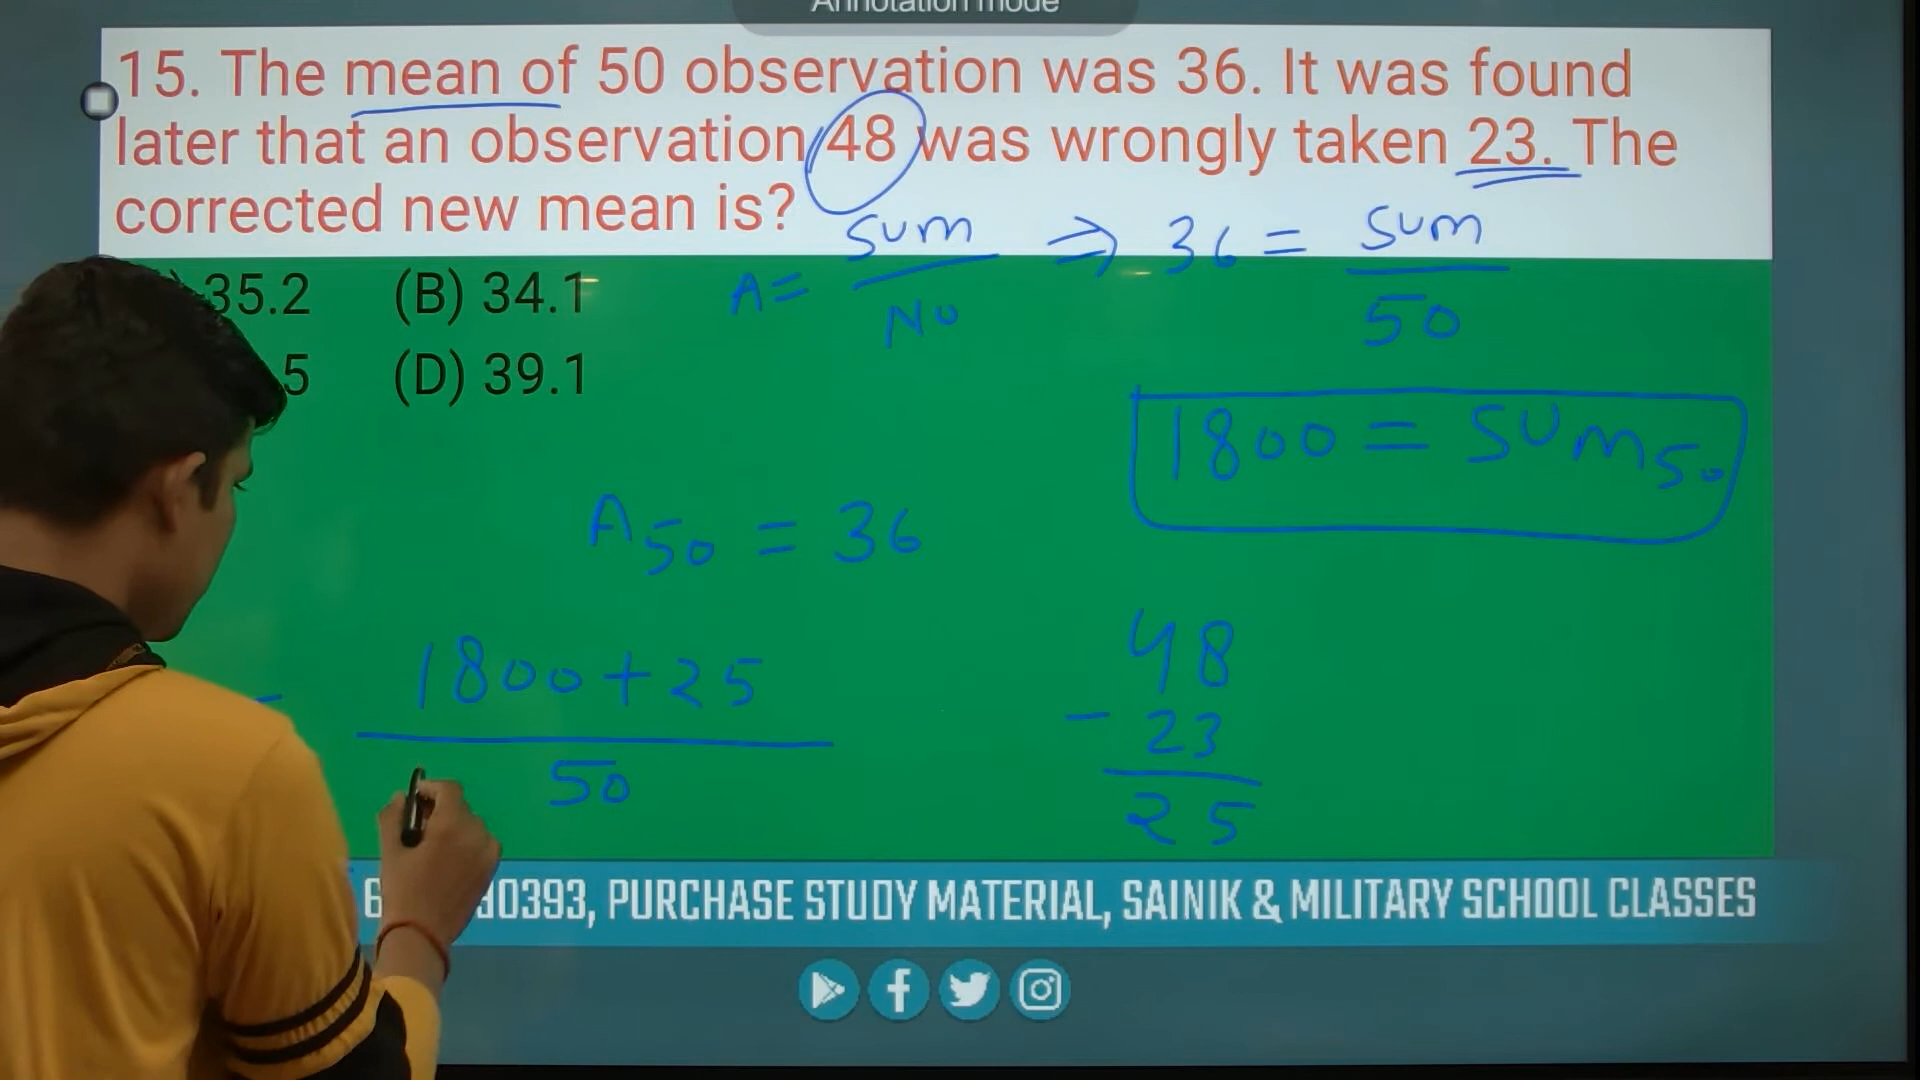 Annotation mode
15. The mean of 50 observation was 36. It was found
later that an observation 48 was wrongly taken 23. The
corrected new mean is?
A = SUM / NO ⇒ 36 = SUM / 50
) 35.2 (B) 34.1
5 (D) 39.1
1800 = SUM50
A50 = 36
1800+25
50
48
- 23
25
6 30393, PURCHASE STUDY MATERIAL, SAINIK & MILITARY SCHOOL CLASSES